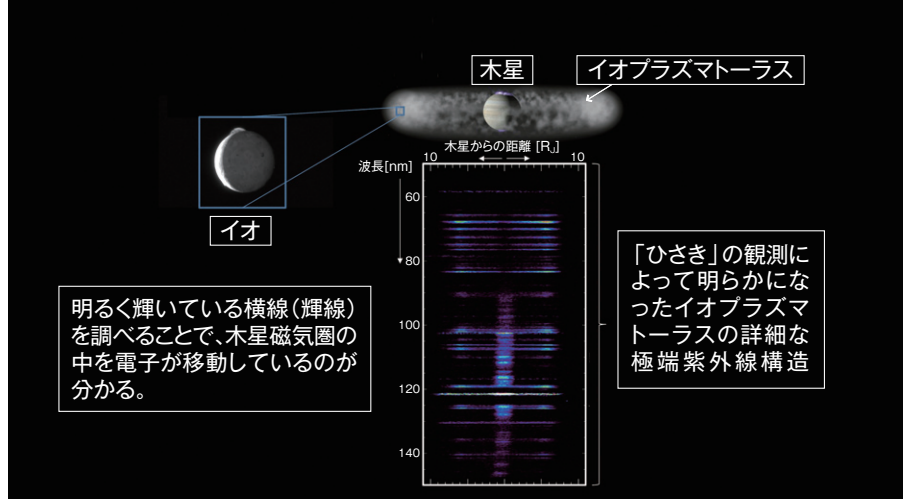 木星
イオプラズマトーラス
木星からの距離 [RJ]
10
10
波長[nm]
60
80
100
120
140
イオ
明るく輝いている横線（輝線）
を調べることで、木星磁気圏の
中を電子が移動しているのが
分かる。
「ひさき」の観測に
よって明らかにな
ったイオプラズマ
トーラスの詳細な
極端紫外線構造